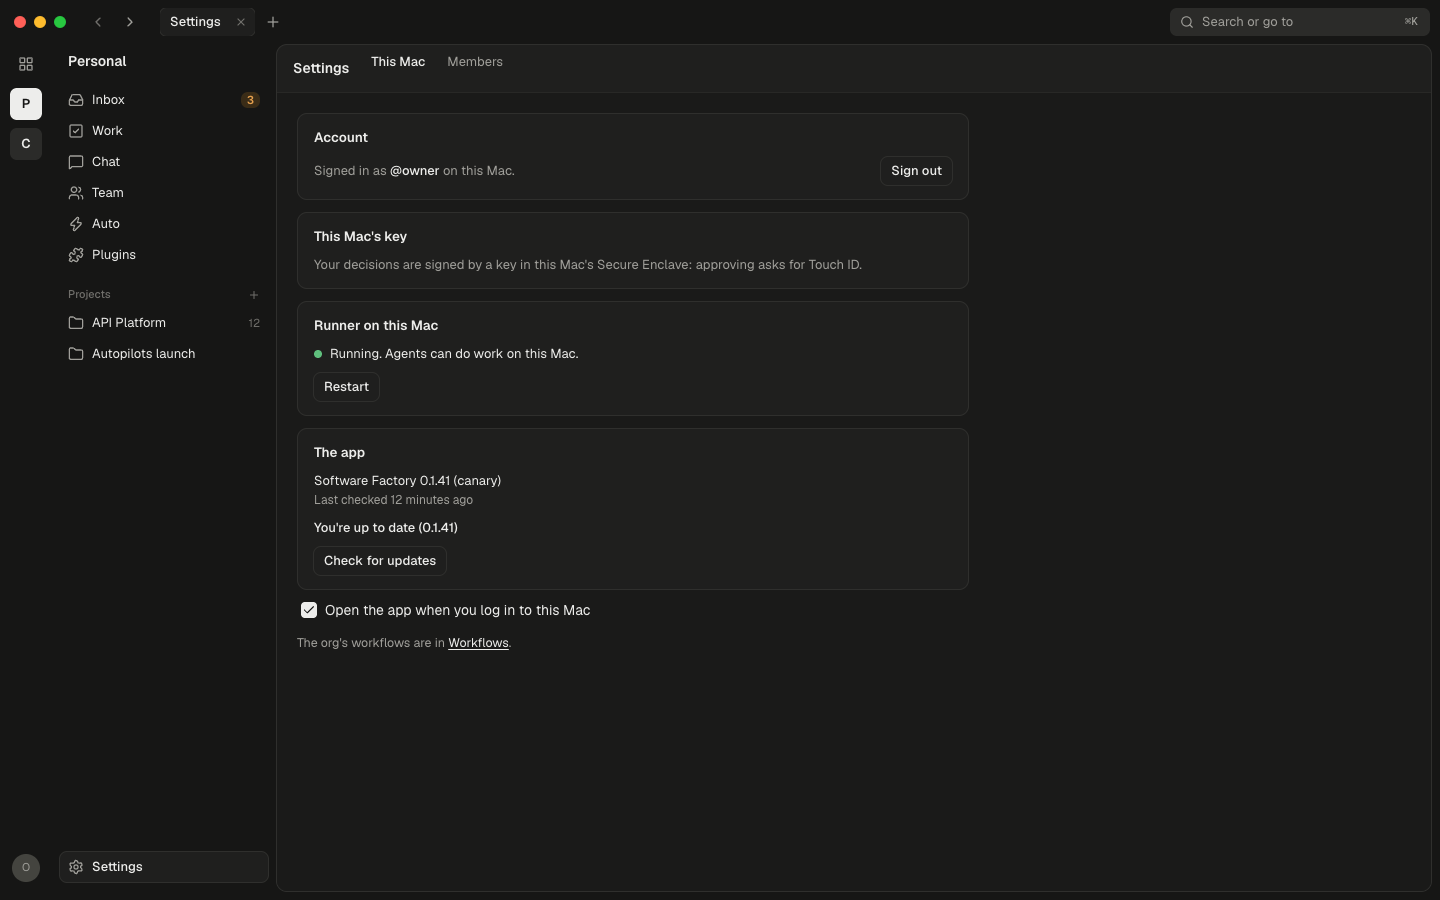 Settings
Search or go to
⌘K
Personal
P
C
Inbox
3
Work
Chat
Team
Auto
Plugins
Projects
API Platform
12
Autopilots launch
O
Settings
Settings
This Mac
Members
Account
Signed in as @owner on this Mac.
Sign out
This Mac's key
Your decisions are signed by a key in this Mac's Secure Enclave: approving asks for Touch ID.
Runner on this Mac
Running. Agents can do work on this Mac.
Restart
The app
Software Factory 0.1.41 (canary)
Last checked 12 minutes ago
You're up to date (0.1.41)
Check for updates
Open the app when you log in to this Mac
The org's workflows are in Workflows.